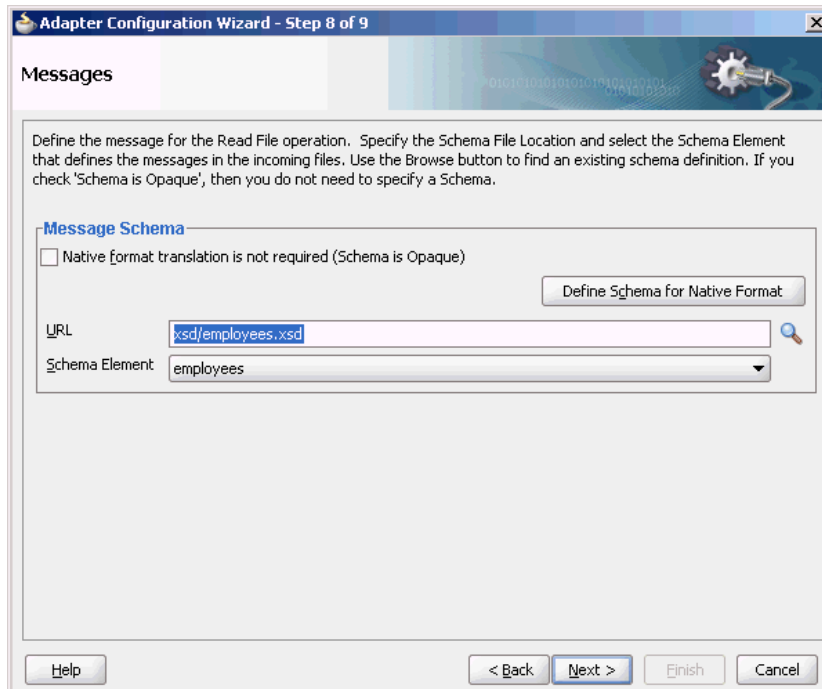 Adapter Configuration Wizard - Step 8 of 9
Messages
Define the message for the Read File operation. Specify the Schema File Location and select the Schema Element
that defines the messages in the incoming files. Use the Browse button to find an existing schema definition. If you
check 'Schema is Opaque', then you do not need to specify a Schema.
Message Schema
Native format translation is not required (Schema is Opaque)
Define Schema for Native Format
URL
xsd/employees.xsd
Schema Element
employees
Help
< Back
Next >
Finish
Cancel